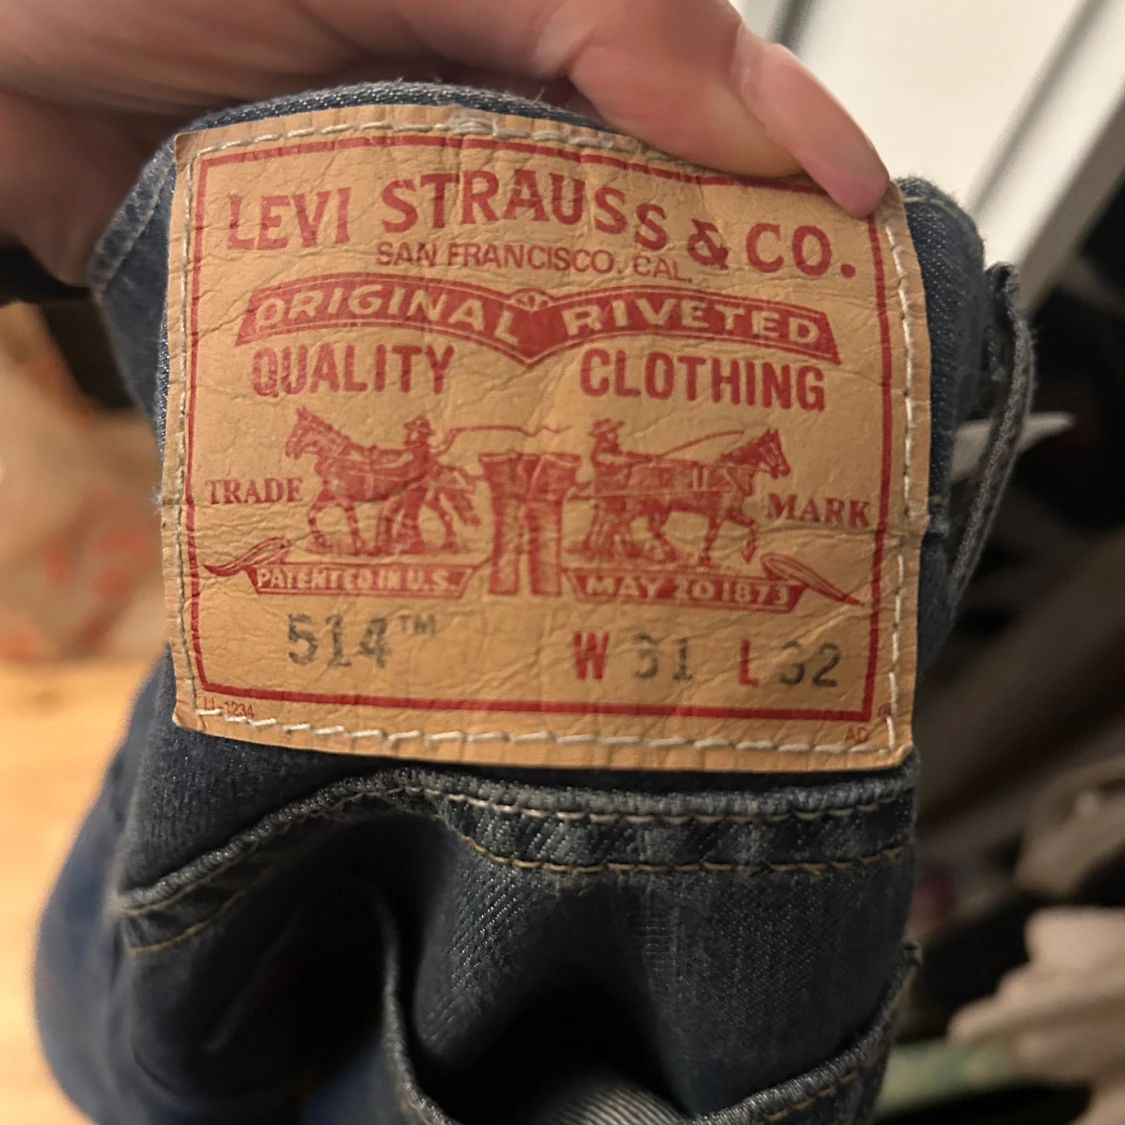 LEVI STRAUSS & CO.
SAN FRANCISCO, CAL.
ORIGINAL RIVETED
QUALITY CLOTHING
TRADE MARK
PATENTED IN U.S. MAY 20 1873
514™ W 31 L 32
AD